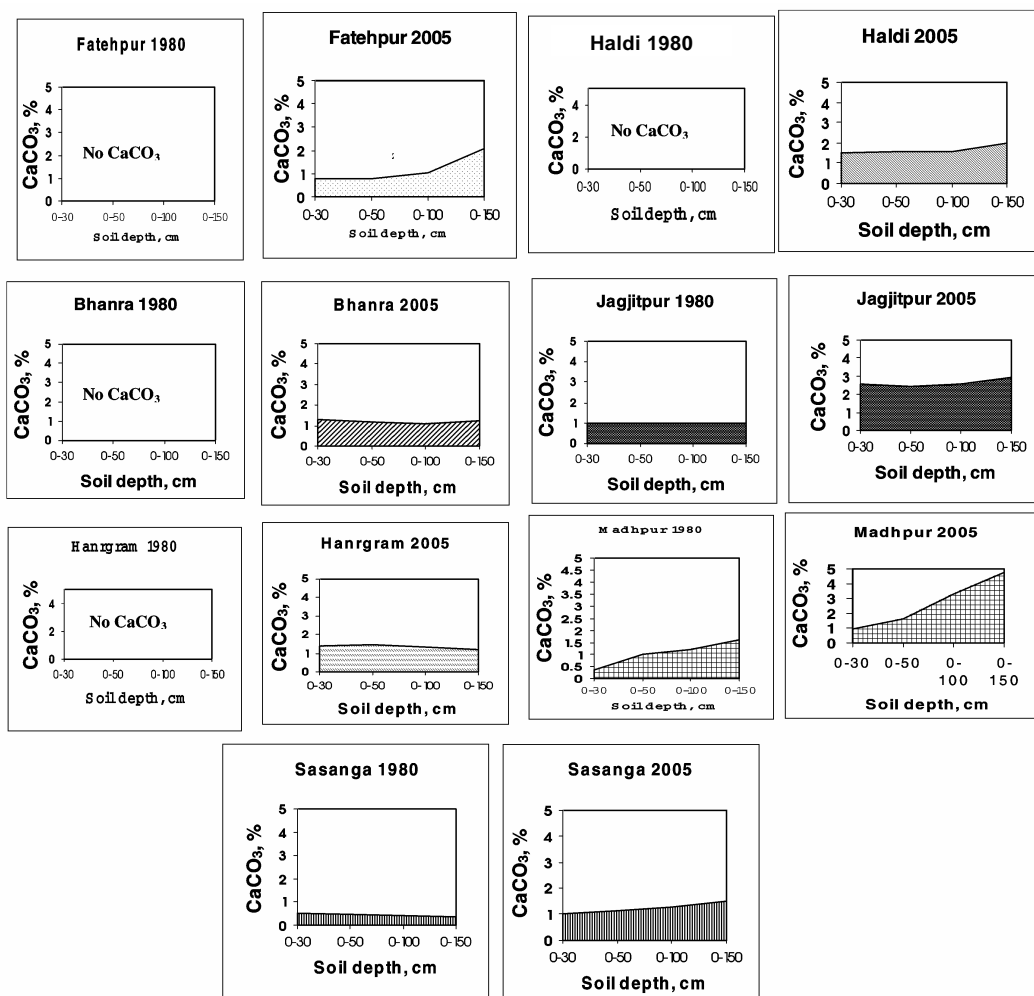 Fatehpur 1980
CaCO3, %
5
4
3
2
1
0
No CaCO3
0-30 0-50 0-100 0-150
Soil depth, cm
Fatehpur 2005
CaCO3, %
5
4
3
2
1
0
0-30 0-50 0-100 0-150
Soil depth, cm
Haldi 1980
CaCO3, %
4
2
0
No CaCO3
0-30 0-50 0-100 0-150
Soil depth, cm
Haldi 2005
CaCO3, %
5
4
3
2
1
0
0-30 0-50 0-100 0-150
Soil depth, cm
Bhanra 1980
CaCO3, %
5
4
3
2
1
0
No CaCO3
0-30 0-50 0-100 0-150
Soil depth, cm
Bhanra 2005
CaCO3, %
5
4
3
2
1
0
0-30 0-50 0-100 0-150
Soil depth, cm
Jagjitpur 1980
CaCO3, %
5
4
3
2
1
0
0-30 0-50 0-100 0-150
Soil depth, cm
Jagjitpur 2005
CaCO3, %
5
4
3
2
1
0
0-30 0-50 0-100 0-150
Soil depth, cm
Hanrgram 1980
CaCO3, %
4
2
0
No CaCO3
0-30 0-50 0-100 0-150
Soil depth, cm
Hanrgram 2005
CaCO3, %
5
4
3
2
1
0
0-30 0-50 0-100 0-150
Soil depth, cm
Madhpur 1980
CaCO3, %
5
4.5
4
3.5
3
2.5
2
1.5
1
0.5
0
0-30 0-50 0-100 0-150
Soil depth, cm
Madhpur 2005
CaCO3, %
5
4
3
2
1
0
0-30 0-50 0- 0-
100 150
Soil depth, cm
Sasanga 1980
CaCO3, %
5
4
3
2
1
0
0-30 0-50 0-100 0-150
Soil depth, cm
Sasanga 2005
CaCO3, %
5
4
3
2
1
0
0-30 0-50 0-100 0-150
Soil depth, cm